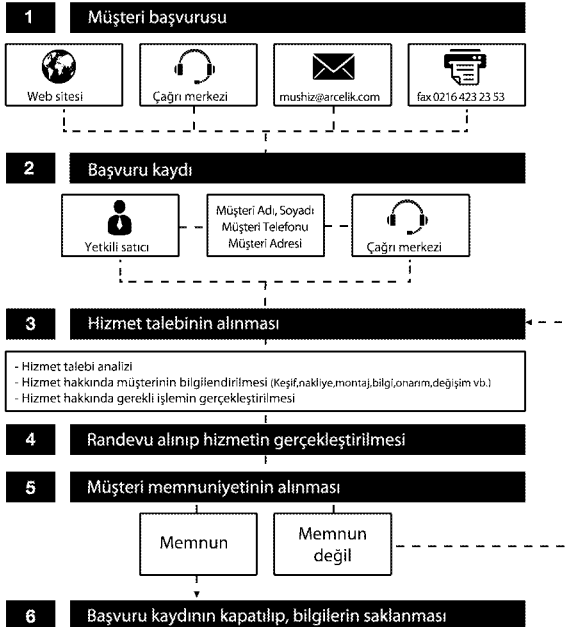 1 Müşteri başvurusu
Web sitesi
Çağrı merkezi
mushiz@arcelik.com
fax 0216 423 23 53
2 Başvuru kaydı
Yetkili satıcı
Müşteri Adı, Soyadı
Müşteri Telefonu
Müşteri Adresi
Çağrı merkezi
3 Hizmet talebinin alınması
- Hizmet talebi analizi
- Hizmet hakkında müşterinin bilgilendirilmesi (Keşif,nakliye,montaj,bilgi,onarım,değişim vb.)
- Hizmet hakkında gerekli işlemin gerçekleştirilmesi
4 Randevu alınıp hizmetin gerçekleştirilmesi
5 Müşteri memnuniyetinin alınması
Memnun
Memnun
değil
6 Başvuru kaydının kapatılıp, bilgilerin saklanması